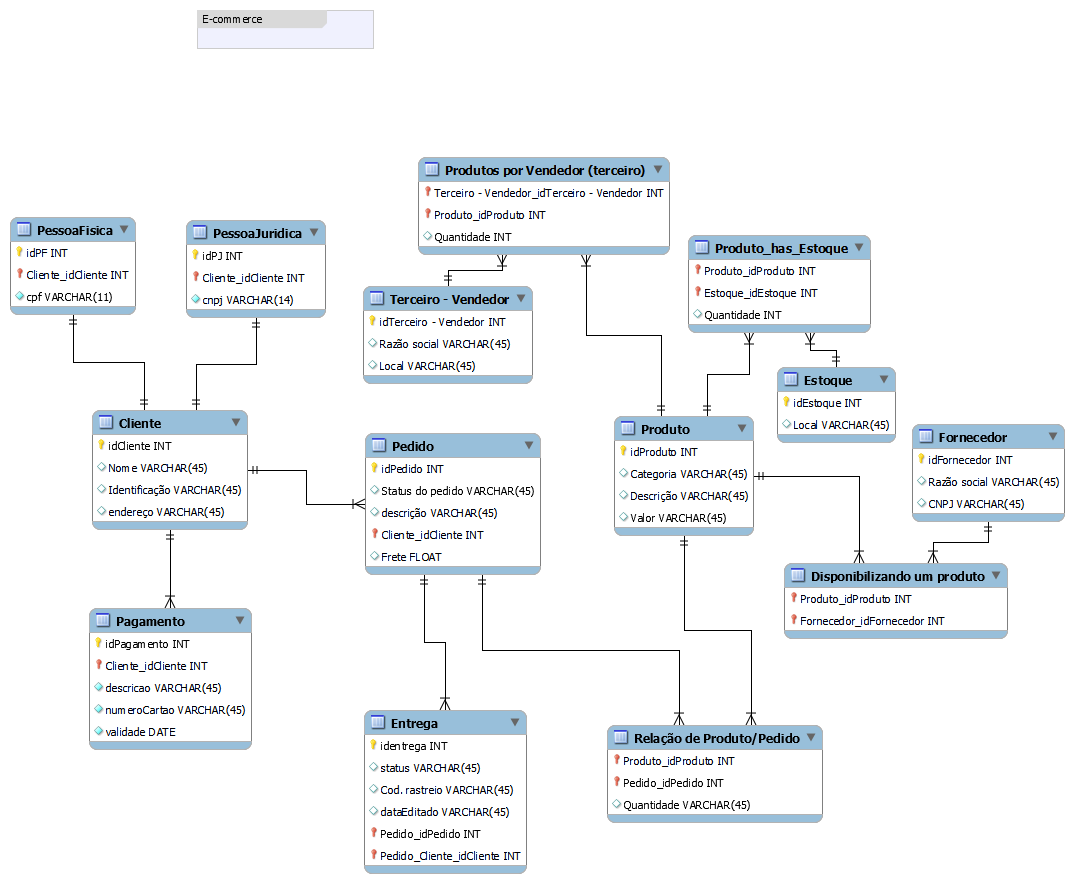 E-commerce
Produtos por Vendedor (terceiro)
Terceiro - Vendedor_idTerceiro - Vendedor INT
Produto_idProduto INT
Quantidade INT
PessoaFisica
idPF INT
Cliente_idCliente INT
cpf VARCHAR(11)
PessoaJuridica
idPJ INT
Cliente_idCliente INT
cnpj VARCHAR(14)
Produto_has_Estoque
Produto_idProduto INT
Estoque_idEstoque INT
Quantidade INT
Terceiro - Vendedor
idTerceiro - Vendedor INT
Razão social VARCHAR(45)
Local VARCHAR(45)
Estoque
idEstoque INT
Local VARCHAR(45)
Cliente
idCliente INT
Nome VARCHAR(45)
Identificação VARCHAR(45)
endereço VARCHAR(45)
Pedido
idPedido INT
Status do pedido VARCHAR(45)
descrição VARCHAR(45)
Cliente_idCliente INT
Frete FLOAT
Produto
idProduto INT
Categoria VARCHAR(45)
Descrição VARCHAR(45)
Valor VARCHAR(45)
Fornecedor
idFornecedor INT
Razão social VARCHAR(45)
CNPJ VARCHAR(45)
Disponibilizando um produto
Produto_idProduto INT
Fornecedor_idFornecedor INT
Pagamento
idPagamento INT
Cliente_idCliente INT
descricao VARCHAR(45)
numeroCartao VARCHAR(45)
validade DATE
Entrega
identrega INT
status VARCHAR(45)
Cod. rastreio VARCHAR(45)
dataEditado VARCHAR(45)
Pedido_idPedido INT
Pedido_Cliente_idCliente INT
Relação de Produto/Pedido
Produto_idProduto INT
Pedido_idPedido INT
Quantidade VARCHAR(45)